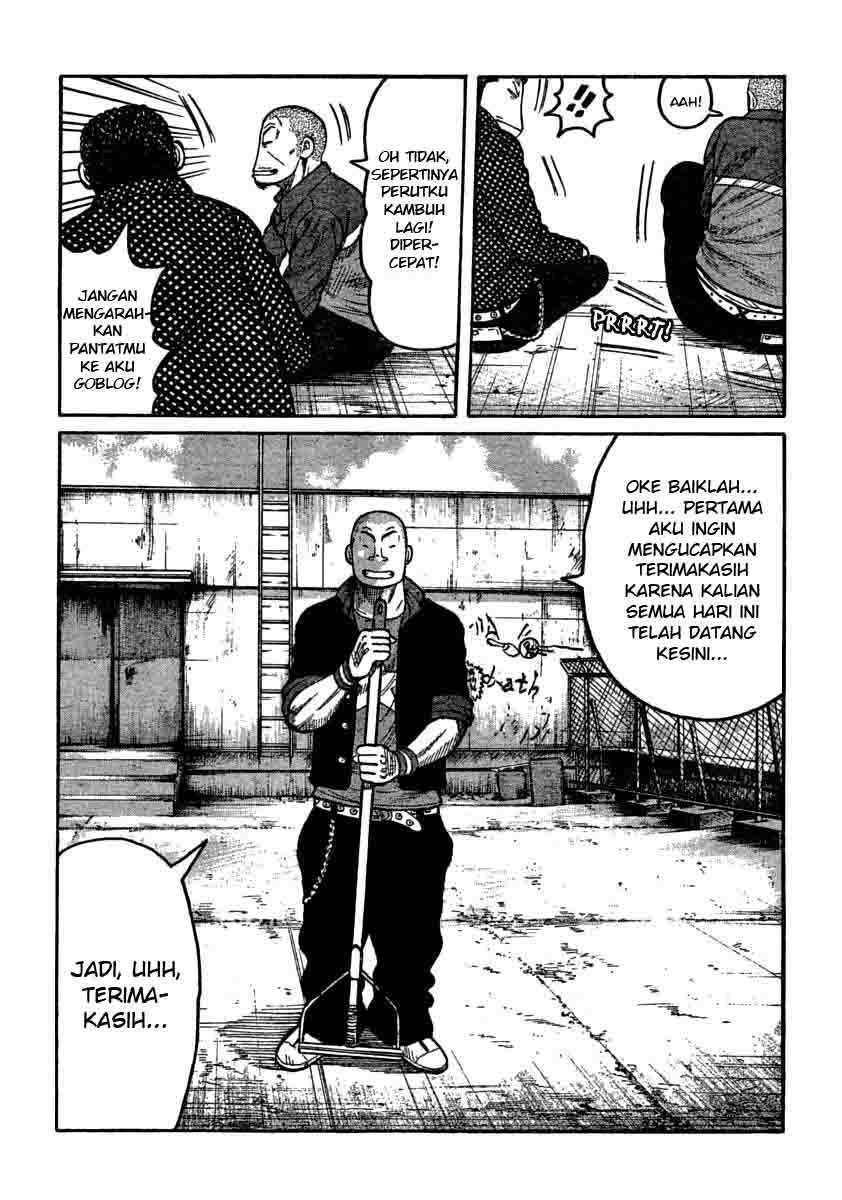 AAH!
!!
PRRRT!
OH TIDAK,
SEPERTINYA
PERUTKU
KAMBUH
LAGI!
DIPER-
CEPAT!
JANGAN
MENGARAH-
KAN
PANTATMU
KE AKU
GOBLOG!
OKE BAIKLAH...
UHH... PERTAMA
AKU INGIN
MENGUCAPKAN
TERIMAKASIH
KARENA KALIAN
SEMUA HARI INI
TELAH DATANG
KESINI...
JADI, UHH,
TERIMA-
KASIH...